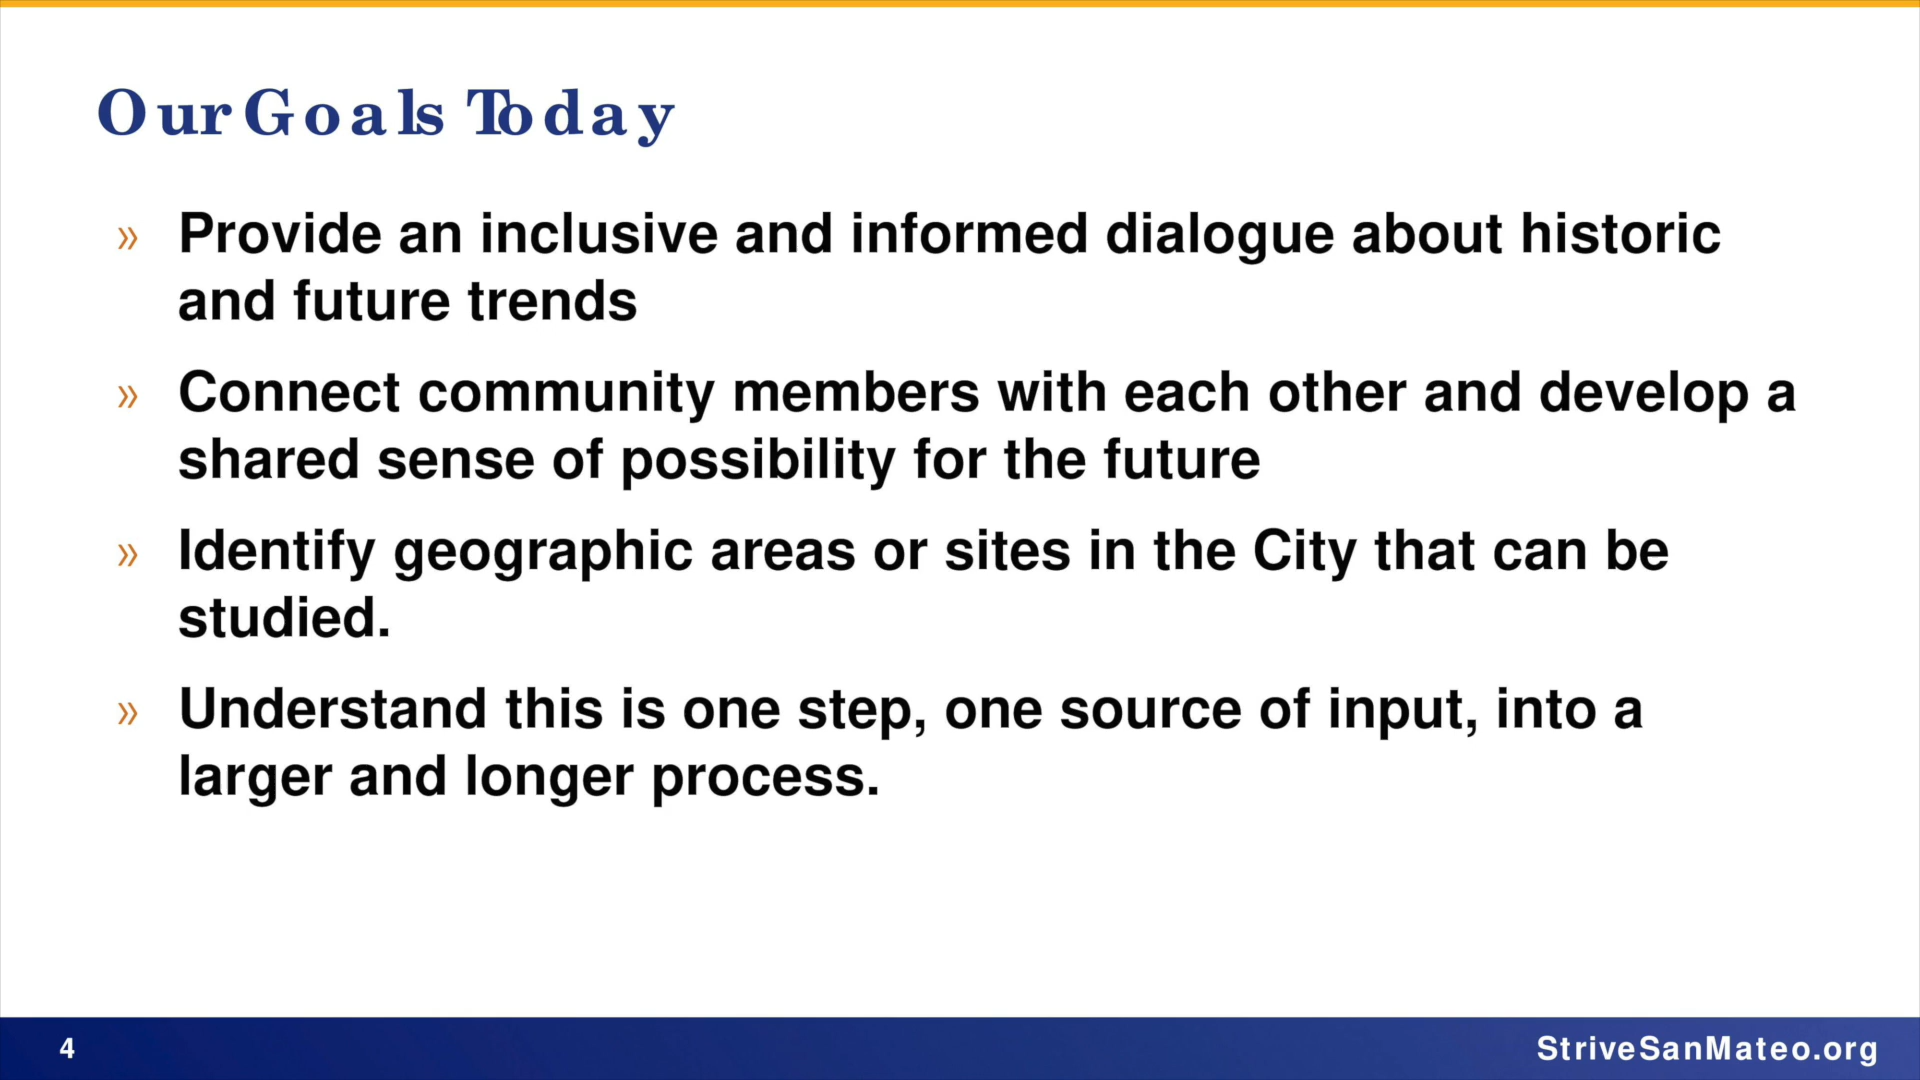 Our Goals Today
» Provide an inclusive and informed dialogue about historic
and future trends
» Connect community members with each other and develop a
shared sense of possibility for the future
» Identify geographic areas or sites in the City that can be
studied.
» Understand this is one step, one source of input, into a
larger and longer process.
4
StriveSanMateo.org